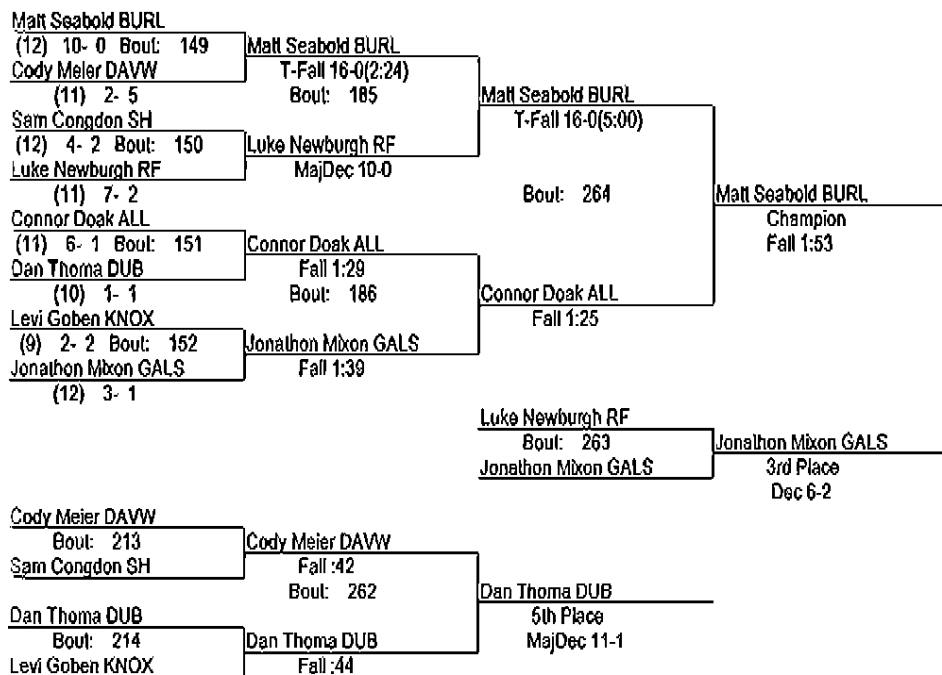 Matt Seabold BURL
(12) 10- 0 Bout: 149
Cody Meier DAVW
(11) 2- 5
Sam Congdon SH
(12) 4- 2 Bout: 150
Luke Newburgh RF
(11) 7- 2
Connor Doak ALL
(11) 6- 1 Bout: 151
Dan Thoma DUB
(10) 1- 1
Levi Goben KNOX
(9) 2- 2 Bout: 152
Jonathon Mixon GALS
(12) 3- 1
Matt Seabold BURL
T-Fall 16-0(2:24)
Bout: 185
Luke Newburgh RF
MajDec 10-0
Connor Doak ALL
Fall 1:29
Bout: 186
Jonathon Mixon GALS
Fall 1:39
Matt Seabold BURL
T-Fall 16-0(5:00)
Bout: 264
Connor Doak ALL
Fall 1:25
Matt Seabold BURL
Champion
Fall 1:53
Luke Newburgh RF
Bout: 263
Jonathon Mixon GALS
Jonathon Mixon GALS
3rd Place
Dec 6-2
Cody Meier DAVW
Bout: 213
Sam Congdon SH
Dan Thoma DUB
Bout: 214
Levi Goben KNOX
Cody Meier DAVW
Fall :42
Bout: 262
Dan Thoma DUB
Fall :44
Dan Thoma DUB
5th Place
MajDec 11-1